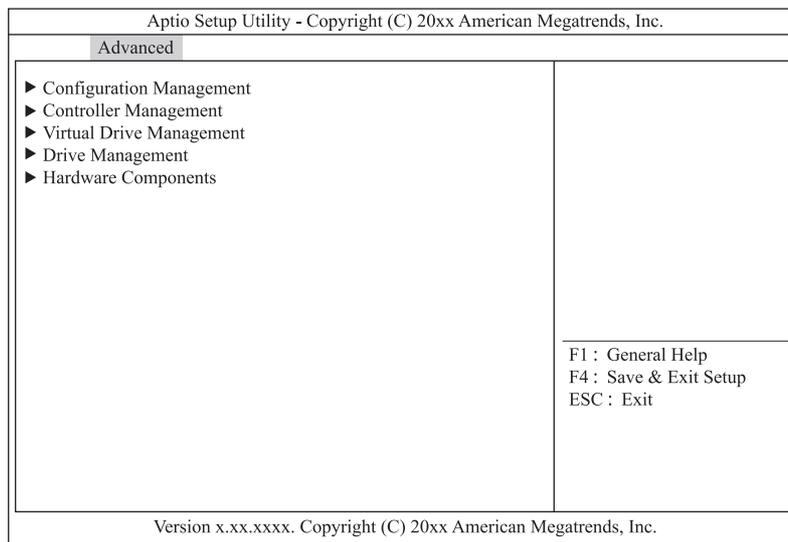 Aptio Setup Utility - Copyright (C) 20xx American Megatrends, Inc.
Advanced
▶ Configuration Management
▶ Controller Management
▶ Virtual Drive Management
▶ Drive Management
▶ Hardware Components
F1 : General Help
F4 : Save & Exit Setup
ESC : Exit
Version x.xx.xxxx. Copyright (C) 20xx American Megatrends, Inc.